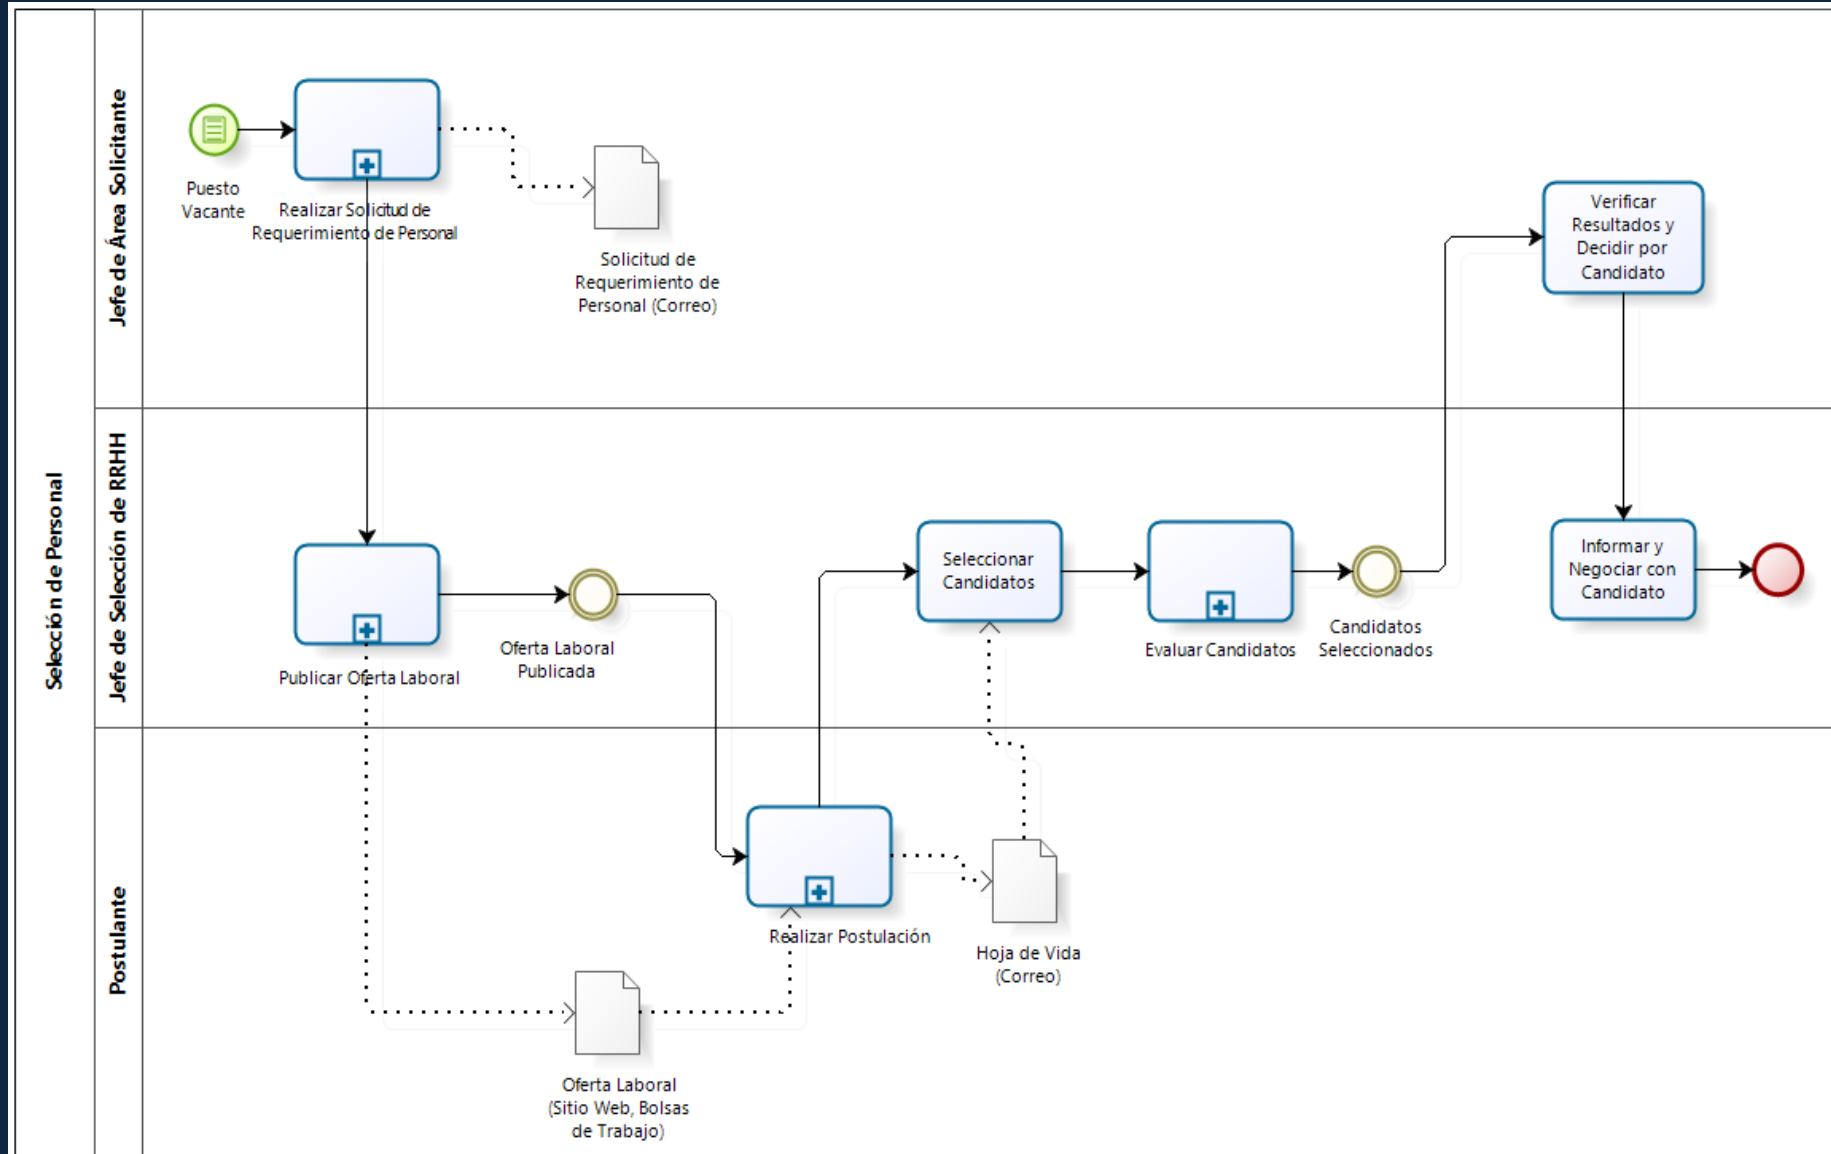 Selección de Personal
Jefe de Área Solicitante
Puesto
Vacante
Realizar Solicitud de
Requerimiento de Personal
Solicitud de
Requerimiento de
Personal (Correo)
Verificar
Resultados y
Decidir por
Candidato
Jefe de Selección de RRHH
Publicar Oferta Laboral
Oferta Laboral
Publicada
Seleccionar
Candidatos
Evaluar Candidatos
Candidatos
Seleccionados
Informar y
Negociar con
Candidato
Postulante
Realizar Postulación
Hoja de Vida
(Correo)
Oferta Laboral
(Sitio Web, Bolsas
de Trabajo)